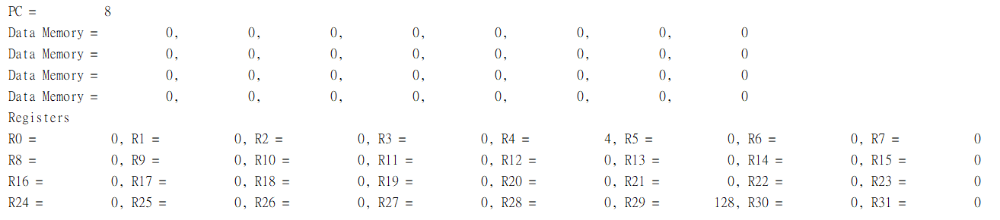 PC =          8
Data Memory =          0,          0,          0,          0,          0,          0,          0,          0
Data Memory =          0,          0,          0,          0,          0,          0,          0,          0
Data Memory =          0,          0,          0,          0,          0,          0,          0,          0
Data Memory =          0,          0,          0,          0,          0,          0,          0,          0
Registers
R0 =          0, R1 =          0, R2 =          0, R3 =          0, R4 =          4, R5 =          0, R6 =          0, R7 =          0
R8 =          0, R9 =          0, R10 =          0, R11 =          0, R12 =          0, R13 =          0, R14 =          0, R15 =          0
R16 =          0, R17 =          0, R18 =          0, R19 =          0, R20 =          0, R21 =          0, R22 =          0, R23 =          0
R24 =          0, R25 =          0, R26 =          0, R27 =          0, R28 =          0, R29 =        128, R30 =          0, R31 =          0